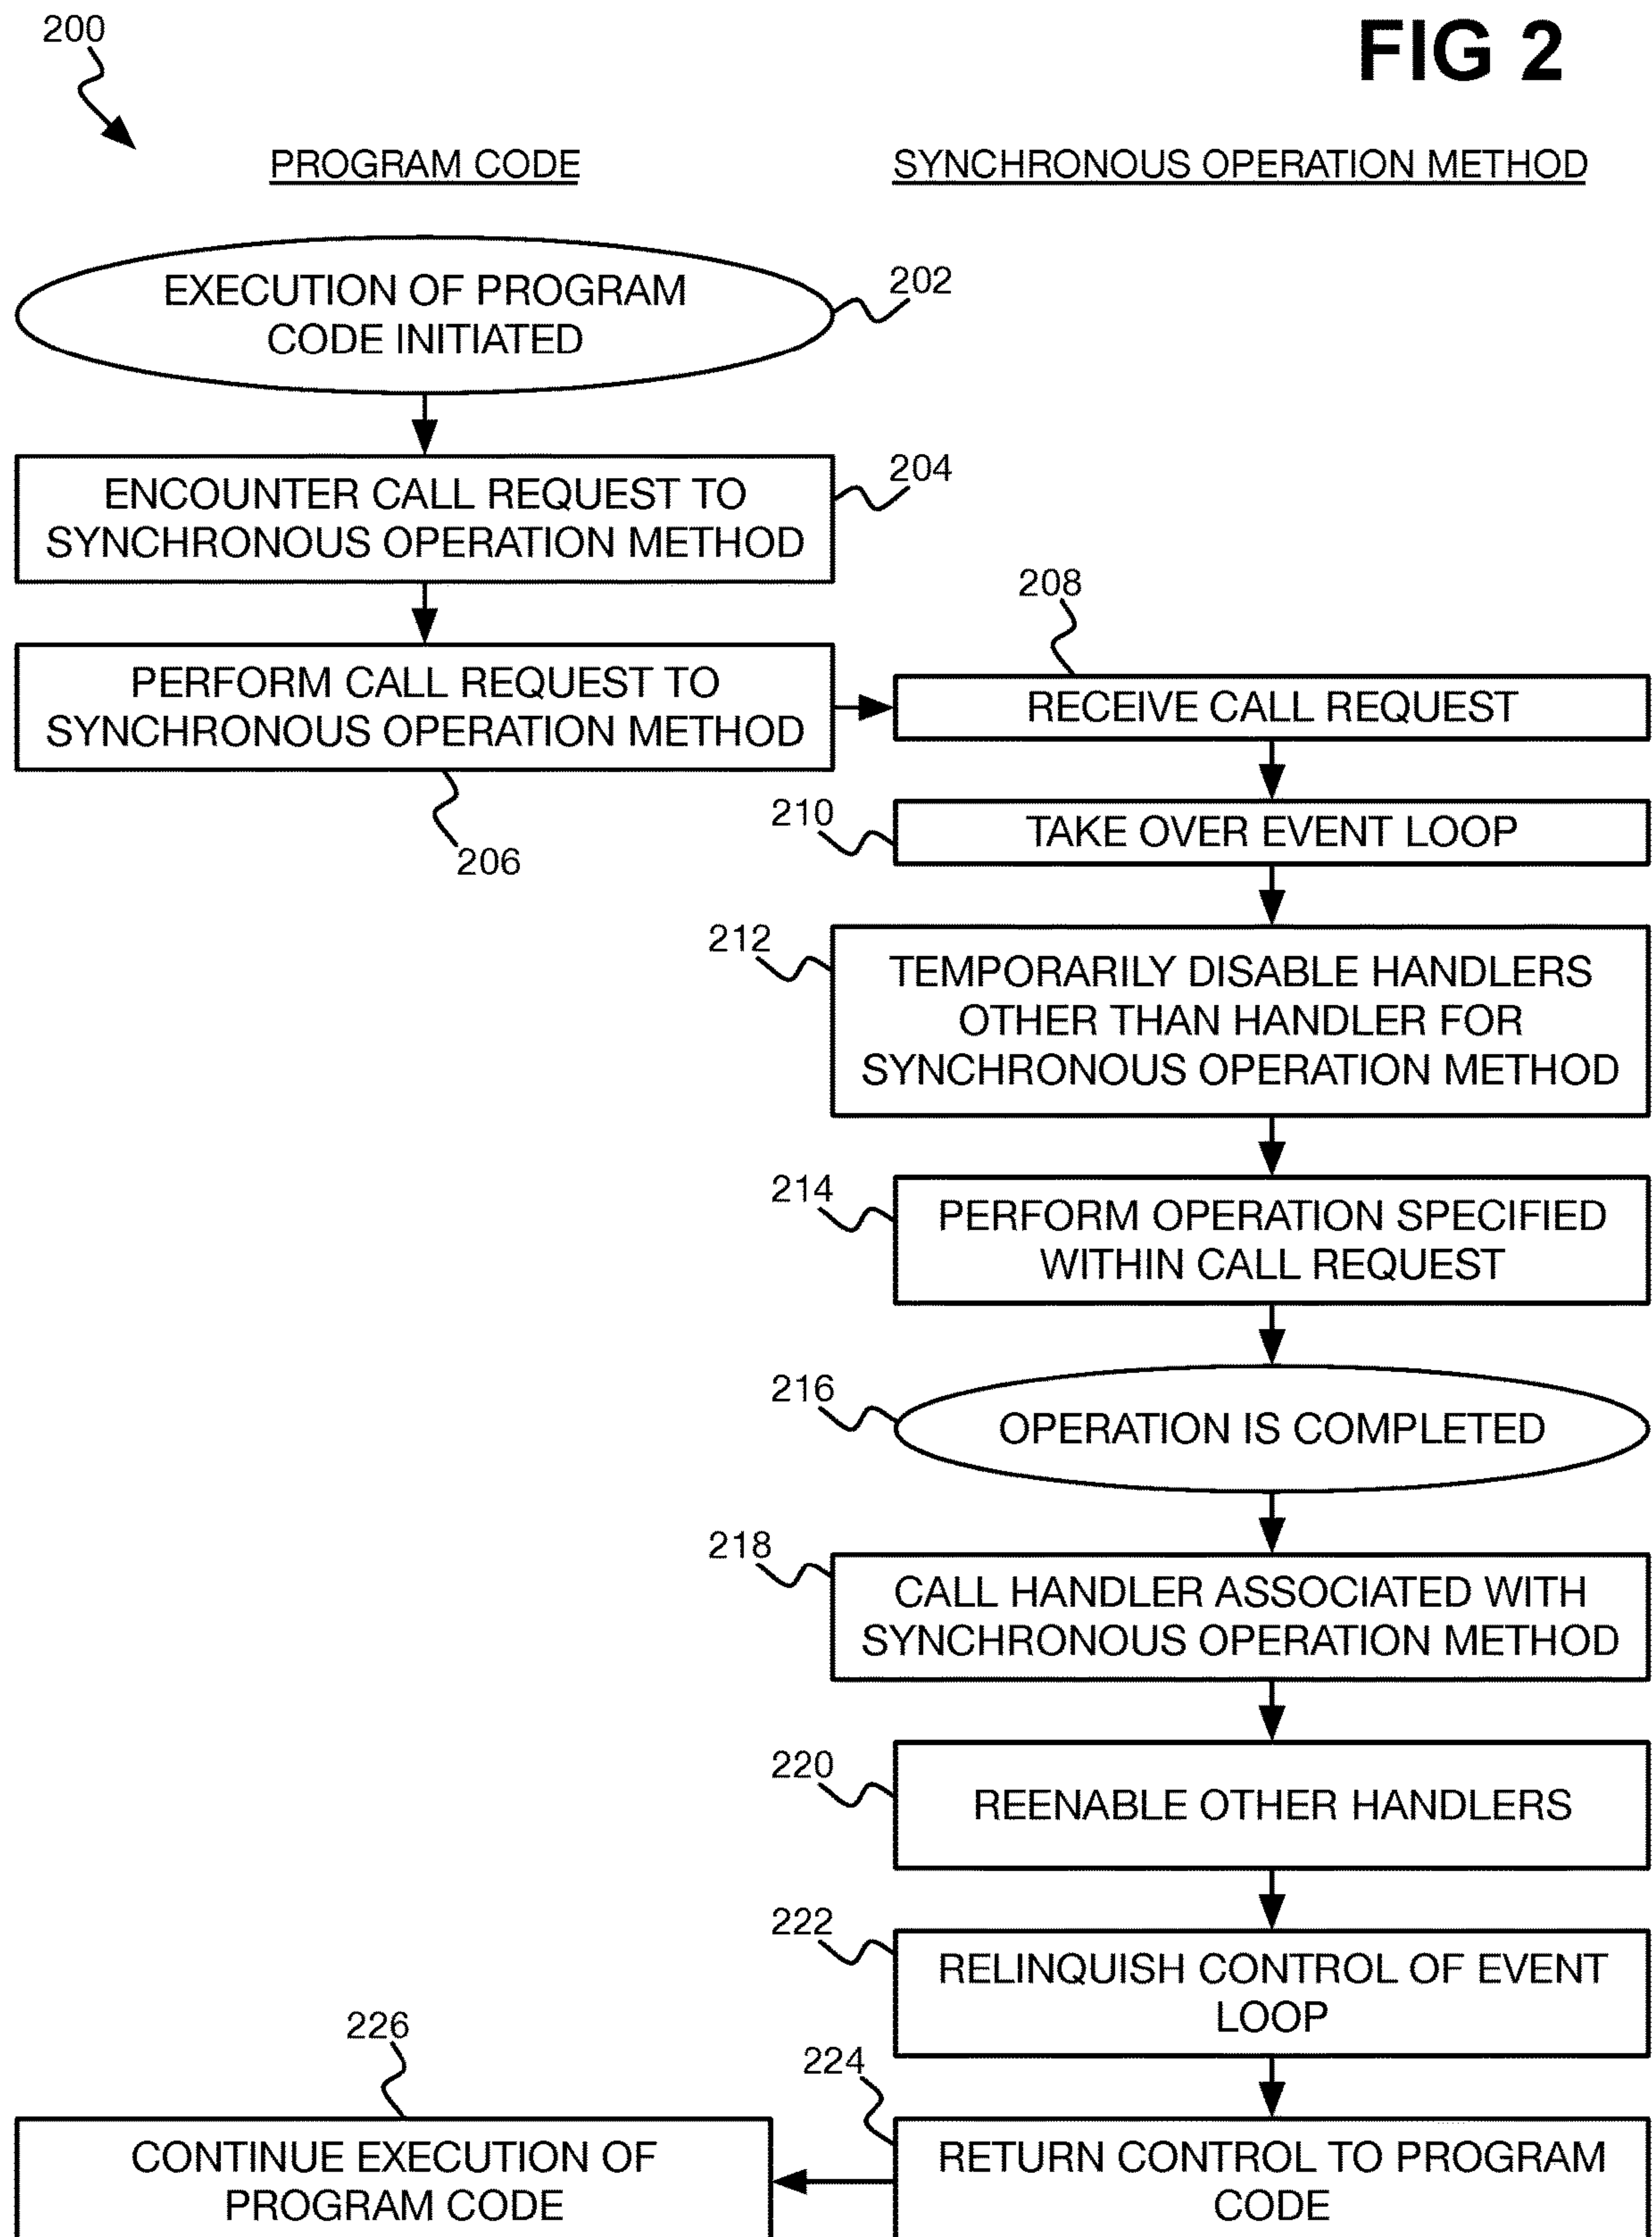 200
FIG 2
PROGRAM CODE
SYNCHRONOUS OPERATION METHOD
EXECUTION OF PROGRAM
CODE INITIATED
202
ENCOUNTER CALL REQUEST TO
SYNCHRONOUS OPERATION METHOD
204
PERFORM CALL REQUEST TO
SYNCHRONOUS OPERATION METHOD
206
208
RECEIVE CALL REQUEST
210
TAKE OVER EVENT LOOP
212
TEMPORARILY DISABLE HANDLERS
OTHER THAN HANDLER FOR
SYNCHRONOUS OPERATION METHOD
214
PERFORM OPERATION SPECIFIED
WITHIN CALL REQUEST
216
OPERATION IS COMPLETED
218
CALL HANDLER ASSOCIATED WITH
SYNCHRONOUS OPERATION METHOD
220
REENABLE OTHER HANDLERS
222
RELINQUISH CONTROL OF EVENT
LOOP
224
RETURN CONTROL TO PROGRAM
CODE
226
CONTINUE EXECUTION OF
PROGRAM CODE